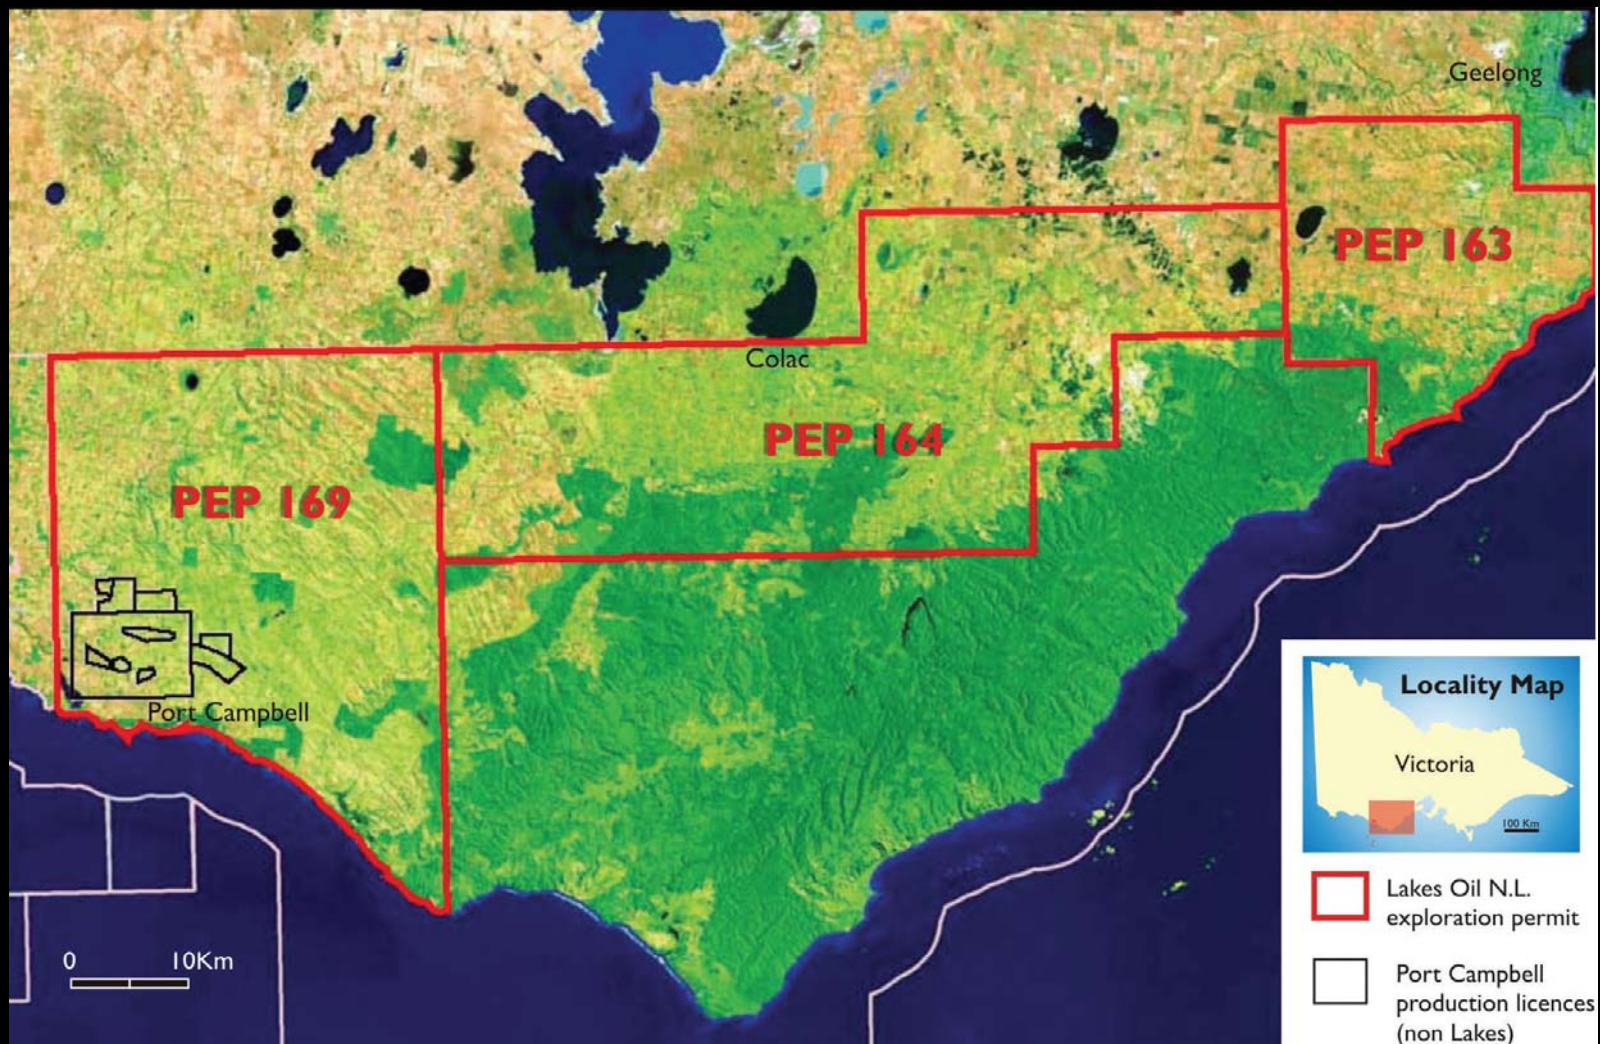 Geelong
PEP 163
Colac
PEP 164
PEP 169
Port Campbell
0 10Km
Locality Map
Victoria
100 Km
Lakes Oil N.L.
exploration permit
Port Campbell
production licences
(non Lakes)